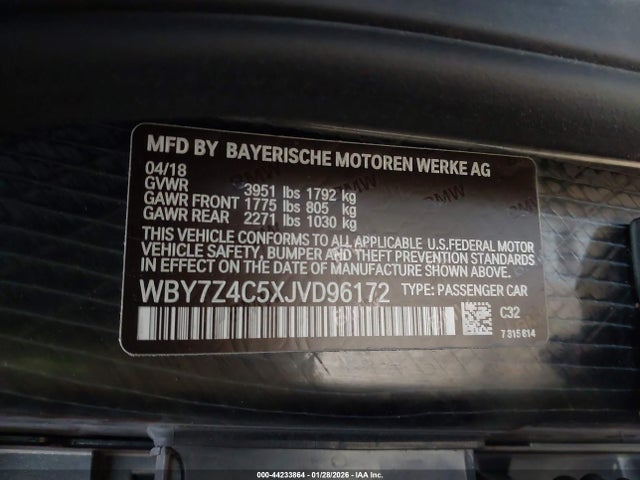 MFD BY BAYERISCHE MOTOREN WERKE AG
04/18
GVWR 3951 lbs 1792 kg
GAWR FRONT 1775 lbs 805 kg
GAWR REAR 2271 lbs 1030 kg
THIS VEHICLE CONFORMS TO ALL APPLICABLE U.S.FEDERAL MOTOR
VEHICLE SAFETY, BUMPER AND THEFT PREVENTION STANDARDS
IN EFFECT ON THE DATE OF MANUFACTURE SHOWN ABOVE.
WBY7Z4C5XJVD96172 TYPE: PASSENGER CAR
C32
7 315 614
000-44233864 | 01/28/2026 | IAA Inc.